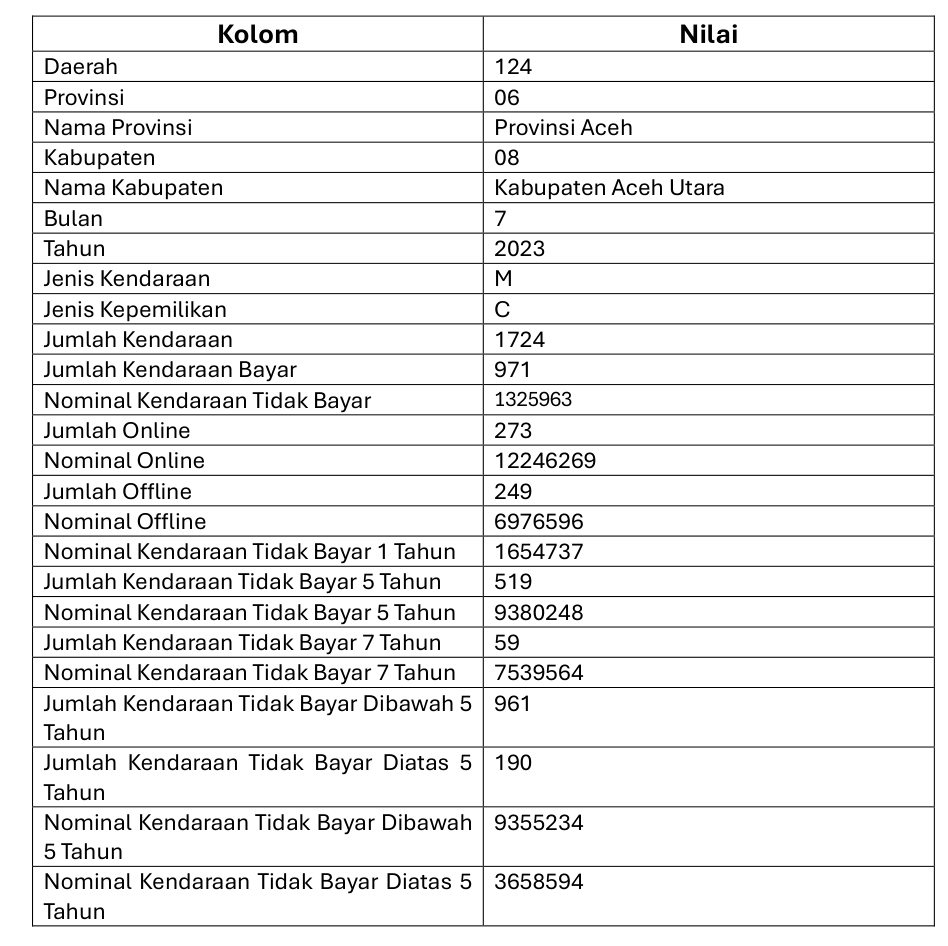 Kolom Nilai
Daerah 124
Provinsi 06
Nama Provinsi Provinsi Aceh
Kabupaten 08
Nama Kabupaten Kabupaten Aceh Utara
Bulan 7
Tahun 2023
Jenis Kendaraan M
Jenis Kepemilikan C
Jumlah Kendaraan 1724
Jumlah Kendaraan Bayar 971
Nominal Kendaraan Tidak Bayar 1325963
Jumlah Online 273
Nominal Online 12246269
Jumlah Offline 249
Nominal Offline 6976596
Nominal Kendaraan Tidak Bayar 1 Tahun 1654737
Jumlah Kendaraan Tidak Bayar 5 Tahun 519
Nominal Kendaraan Tidak Bayar 5 Tahun 9380248
Jumlah Kendaraan Tidak Bayar 7 Tahun 59
Nominal Kendaraan Tidak Bayar 7 Tahun 7539564
Jumlah Kendaraan Tidak Bayar Dibawah 5 961
Tahun
Jumlah Kendaraan Tidak Bayar Diatas 5 190
Tahun
Nominal Kendaraan Tidak Bayar Dibawah 9355234
5 Tahun
Nominal Kendaraan Tidak Bayar Diatas 5 3658594
Tahun